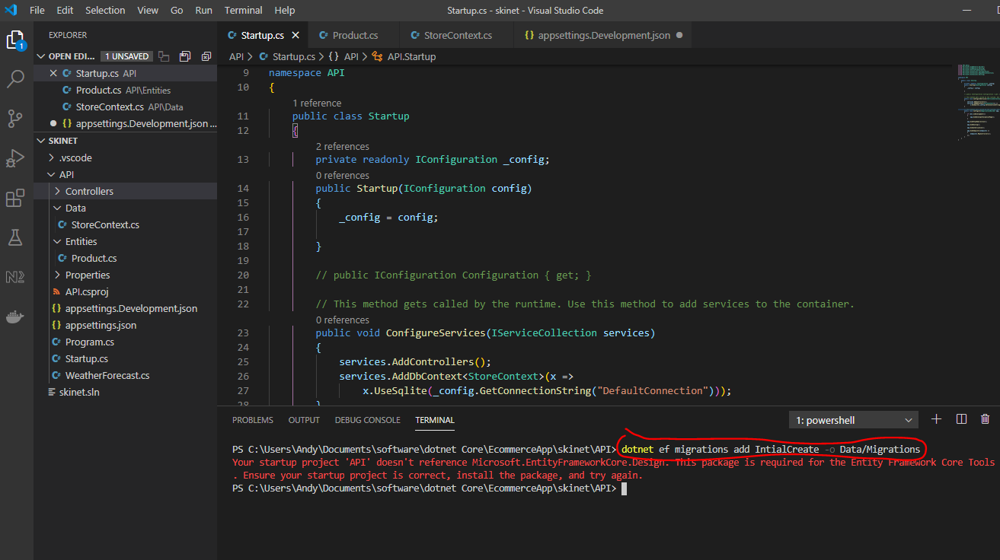 File Edit Selection View Go Run Terminal Help
Startup.cs - skinet - Visual Studio Code
EXPLORER
Startup.cs
Product.cs
StoreContext.cs
{} appsettings.Development.json
OPEN EDI... 1 UNSAVED
API > Startup.cs > {} API > API.Startup
1
Startup.cs API
Product.cs API\Entities
StoreContext.cs API\Data
{} appsettings.Development.json ...
SKINET
.vscode
API
Controllers
Data
StoreContext.cs
Entities
Product.cs
Properties
API.csproj
{} appsettings.Development.json
{} appsettings.json
Program.cs
Startup.cs
WeatherForecast.cs
skinet.sln
9 namespace API
10 {
1 reference
11 public class Startup
12 {
2 references
13 private readonly IConfiguration _config;
0 references
14 public Startup(IConfiguration config)
15 {
16 _config = config;
17
18 }
19
20 // public IConfiguration Configuration { get; }
21
22 // This method gets called by the runtime. Use this method to add services to the container.
0 references
23 public void ConfigureServices(IServiceCollection services)
24 {
25 services.AddControllers();
26 services.AddDbContext<StoreContext>(x =>
27 x.UseSqlite(_config.GetConnectionString("DefaultConnection")));
28 }
PROBLEMS OUTPUT DEBUG CONSOLE TERMINAL
1: powershell
PS C:\Users\Andy\Documents\software\dotnet Core\EcommerceApp\skinet\API> dotnet ef migrations add IntialCreate -o Data/Migrations
Your startup project 'API' doesn't reference Microsoft.EntityFrameworkCore.Design. This package is required for the Entity Framework Core Tools
. Ensure your startup project is correct, install the package, and try again.
PS C:\Users\Andy\Documents\software\dotnet Core\EcommerceApp\skinet\API>